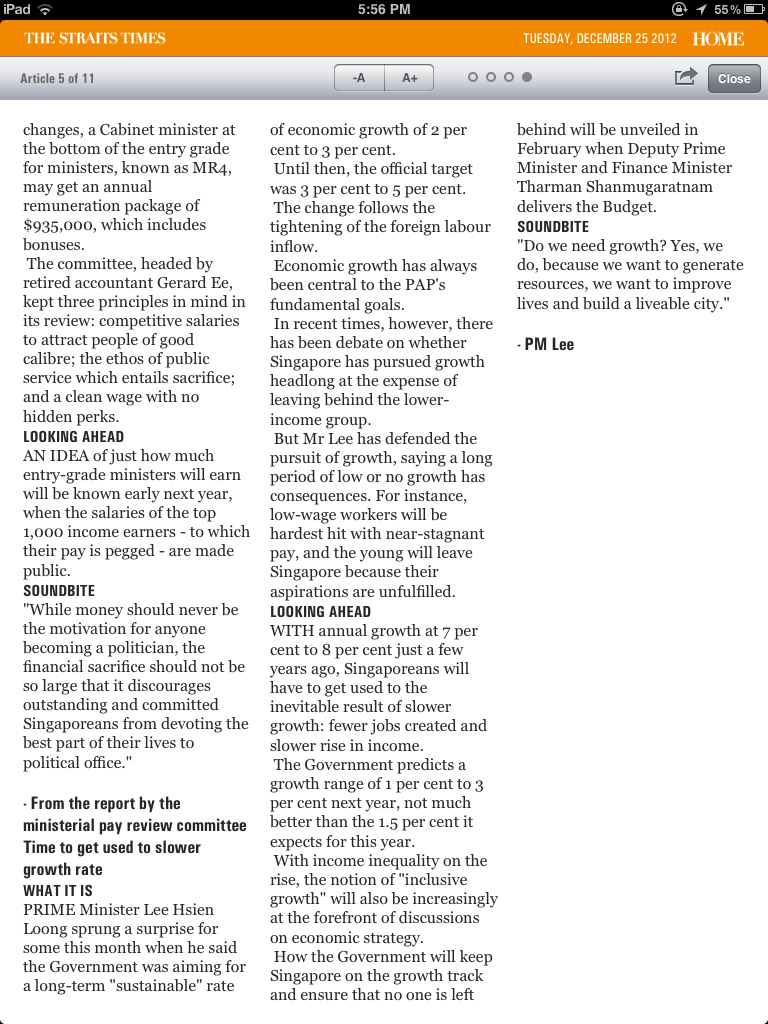 iPad
5:56 PM
55%
THE STRAITS TIMES
TUESDAY, DECEMBER 25 2012 HOME
Article 5 of 11
-A
A+
Close
changes, a Cabinet minister at
the bottom of the entry grade
for ministers, known as MR4,
may get an annual
remuneration package of
$935,000, which includes
bonuses.
The committee, headed by
retired accountant Gerard Ee,
kept three principles in mind in
its review: competitive salaries
to attract people of good
calibre; the ethos of public
service which entails sacrifice;
and a clean wage with no
hidden perks.
LOOKING AHEAD
AN IDEA of just how much
entry-grade ministers will earn
will be known early next year,
when the salaries of the top
1,000 income earners - to which
their pay is pegged - are made
public.
SOUNDBITE
"While money should never be
the motivation for anyone
becoming a politician, the
financial sacrifice should not be
so large that it discourages
outstanding and committed
Singaporeans from devoting the
best part of their lives to
political office."
- From the report by the
ministerial pay review committee
Time to get used to slower
growth rate
WHAT IT IS
PRIME Minister Lee Hsien
Loong sprung a surprise for
some this month when he said
the Government was aiming for
a long-term "sustainable" rate
of economic growth of 2 per
cent to 3 per cent.
Until then, the official target
was 3 per cent to 5 per cent.
The change follows the
tightening of the foreign labour
inflow.
Economic growth has always
been central to the PAP's
fundamental goals.
In recent times, however, there
has been debate on whether
Singapore has pursued growth
headlong at the expense of
leaving behind the lower-
income group.
But Mr Lee has defended the
pursuit of growth, saying a long
period of low or no growth has
consequences. For instance,
low-wage workers will be
hardest hit with near-stagnant
pay, and the young will leave
Singapore because their
aspirations are unfulfilled.
LOOKING AHEAD
WITH annual growth at 7 per
cent to 8 per cent just a few
years ago, Singaporeans will
have to get used to the
inevitable result of slower
growth: fewer jobs created and
slower rise in income.
The Government predicts a
growth range of 1 per cent to 3
per cent next year, not much
better than the 1.5 per cent it
expects for this year.
With income inequality on the
rise, the notion of "inclusive
growth" will also be increasingly
at the forefront of discussions
on economic strategy.
How the Government will keep
Singapore on the growth track
and ensure that no one is left
behind will be unveiled in
February when Deputy Prime
Minister and Finance Minister
Tharman Shanmugaratnam
delivers the Budget.
SOUNDBITE
"Do we need growth? Yes, we
do, because we want to generate
resources, we want to improve
lives and build a liveable city."
- PM Lee